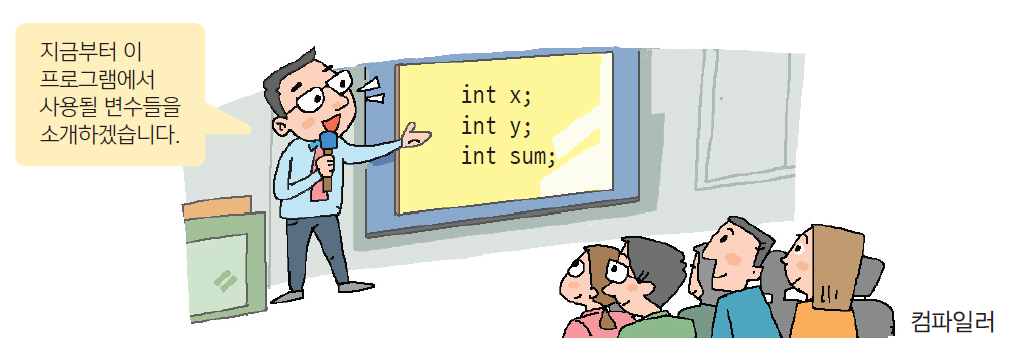 지금부터 이
프로그램에서
사용될 변수들을
소개하겠습니다.
int x;
int y;
int sum;
컴파일러